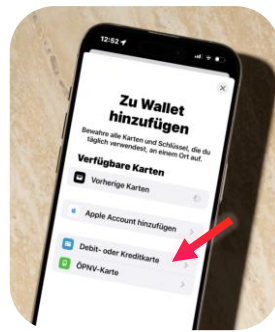 12:52
Zu Wallet
hinzufügen
Bewahre alle Karten und Schlüssel, die du
täglich verwendest, an einem Ort auf.
Verfügbare Karten
Vorherige Karten
Apple Account hinzufügen
Debit- oder Kreditkarte
ÖPNV-Karte